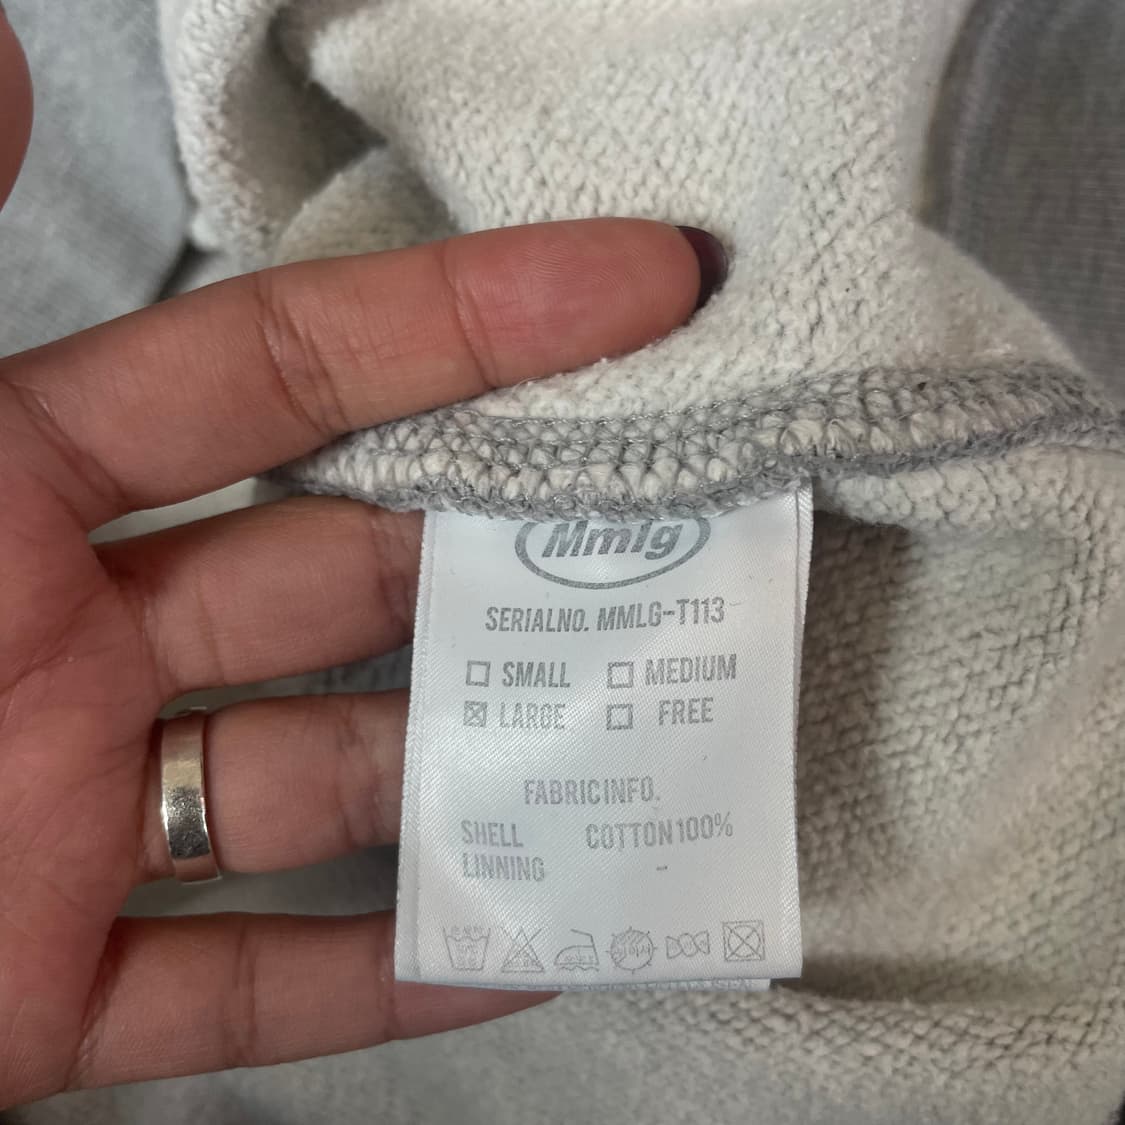 Mmlg
SERIALNO. MMLG-T113
SMALL MEDIUM
LARGE FREE
FABRICINFO.
SHELL COTTON100%
LINNING -